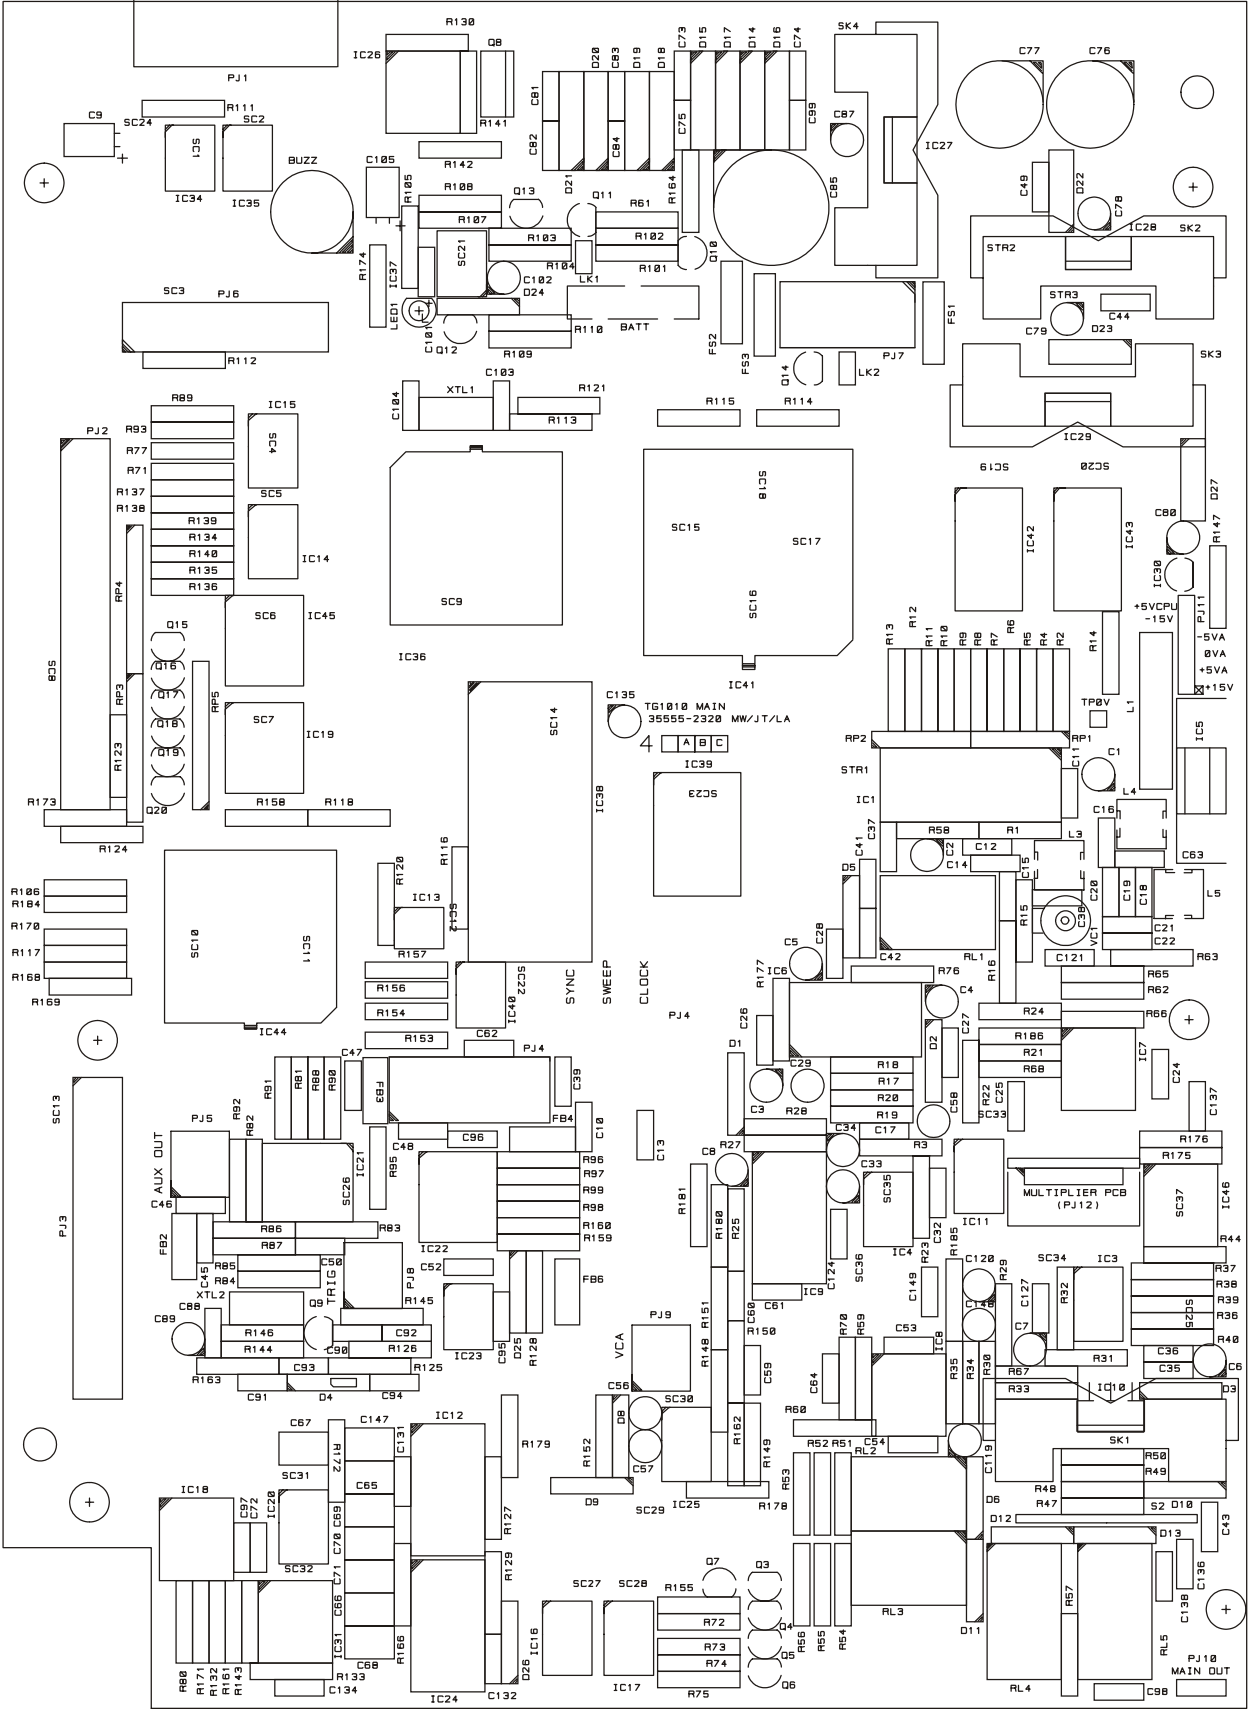 R130
IC26
Q8
D20
C83
D19
D18
C73
D15
D17
D14
D16
C74
SK4
C77
C76
PJ1
C9
SC24
R111
SC2
SC1
IC34
IC35
BUZZ
C105
R105
R141
R142
C81
C82
C84
D21
C75
C99
R164
C85
C87
IC27
C49
D22
C78
IC28
SK2
STR2
R108
R107
Q13
Q11
R61
R103
R102
R104
R101
Q10
R174
IC37
SC21
C102
D24
LK1
STR3
C44
C79
D23
SC3
PJ6
LED1
C101
Q12
R110
R109
BATT
FS2
FS3
PJ7
FS1
SK3
R112
C104
XTL1
C103
R121
R113
Q14
LK2
R115
R114
IC29
R89
R93
R77
R71
R137
R138
R139
R134
R140
R135
R136
PJ2
IC15
SC4
SC5
IC14
SC18
SC15
SC17
SC16
SC19
SC20
IC42
IC43
D27
C80
R147
IC30
RP4
SC9
SC6
IC45
IC36
IC41
+5VCPU
-15V
PJ11
-5VA
0VA
+5VA
+15V
R13
R12
R11
R10
R9
R8
R7
R6
R5
R4
R2
R14
SC8
Q15
Q16
Q17
Q18
Q19
Q20
RP3
RP5
R123
SC7
IC19
SC14
C135
TG1010 MAIN
35555-2320 MW/JT/LA
4 A B C
IC39
SC23
IC38
TP0V
L1
IC5
RP2
RP1
STR1
IC1
C11
C1
L4
R173
R124
R158
R118
C37
R58
R1
C2
C12
C14
C16
C63
L3
R106
R184
R170
R117
R168
R169
SC10
SC11
IC44
R120
IC13
R116
SC12
R157
R156
R154
R153
SC22
IC40
C62
SYNC
SWEEP
CLOCK
PJ4
D5
C41
C28
C42
RL1
C5
IC6
R177
R76
C4
C15
R15
R16
C38
VC1
C20
C19
C18
L5
C21
C22
C121
R63
R65
R62
R24
R66
R186
R21
R68
IC7
C24
C137
SC13
PJ3
R91
R81
R88
R90
C47
FB3
PJ4
C39
FB4
C10
C13
C26
D1
C29
C3
R28
R18
R17
R20
R19
D2
C27
C58
R22
C25
SC33
PJ5
AUX OUT
R92
R82
IC21
SC26
R95
C48
C96
R96
R97
R99
R98
R160
R159
C8
R27
C34
C17
R3
C33
SC35
IC4
C32
R23
IC11
MULTIPLIER PCB
(PJ12)
R176
R175
SC37
IC46
C46
FB2
C45
R86
R83
R87
R85
R84
C50
TRIG
PJ8
IC22
C52
FB6
R181
R180
R25
C124
SC36
C149
R185
C120
R29
SC34
C127
IC3
R32
R44
R37
R38
R39
R36
SC25
R40
XTL2
C88
C89
Q9
R145
R146
R144
C90
C92
R126
R163
C93
R125
C91
D4
C94
IC23
C95
D25
R128
PJ9
VCA
R151
R148
C60
R150
IC9
C61
C59
R70
R59
C53
IC8
C148
C7
R31
C36
C35
C6
C64
R35
R34
R30
R67
R33
IC10
D3
C56
SC30
D8
C57
R152
D9
SC29
IC25
R162
R149
R178
R60
R52
R51
C54
RL2
R53
C119
SK1
R50
R49
R48
R47
D10
S2
D6
D12
D13
C43
C67
R172
SC31
C147
C131
IC12
R179
C65
C69
IC18
C97
C72
IC20
SC32
C70
C71
C66
R127
R129
IC31
C68
R166
R80
R171
R132
R161
R143
R133
C134
IC24
D26
C132
IC16
SC27
SC28
IC17
R155
R72
R73
R74
R75
Q7
Q3
Q4
Q5
Q6
R56
R55
R54
RL3
D11
R57
RL4
RL5
C138
C136
C98
PJ10
MAIN OUT